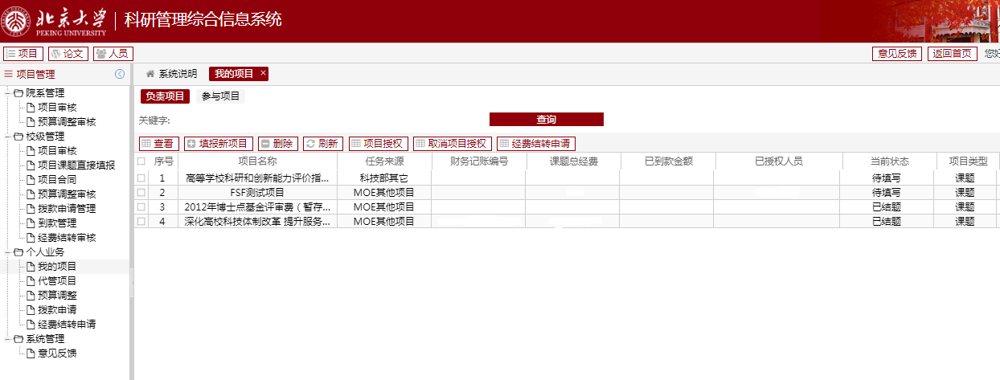 北京大学 科研管理综合信息系统
PEKING UNIVERSITY
项目 论文 人员 意见反馈 返回首页 您好
项目管理
系统说明 我的项目 ×
负责项目 参与项目
关键字: 查询
查看 填报新项目 删除 刷新 项目授权 取消项目授权 经费结转申请
序号 项目名称 任务来源 财务记账编号 课题总经费 已到款金额 已授权人员 当前状态 项目类型
1 高等学校科研和创新能力评价指... 科技部其它 待填写 课题
2 FSF测试项目 MOE其他项目 待填写 课题
3 2012年博士点基金评审费（暂存... MOE其他项目 已结题 课题
4 深化高校科技体制改革 提升服务... MOE其他项目 已结题 课题
院系管理
项目审核
预算调整审核
校级管理
项目审核
项目课题直接填报
项目合同
预算调整审核
拨款申请管理
到款管理
经费结转审核
个人业务
我的项目
代管项目
预算调整
拨款申请
经费结转申请
系统管理
意见反馈